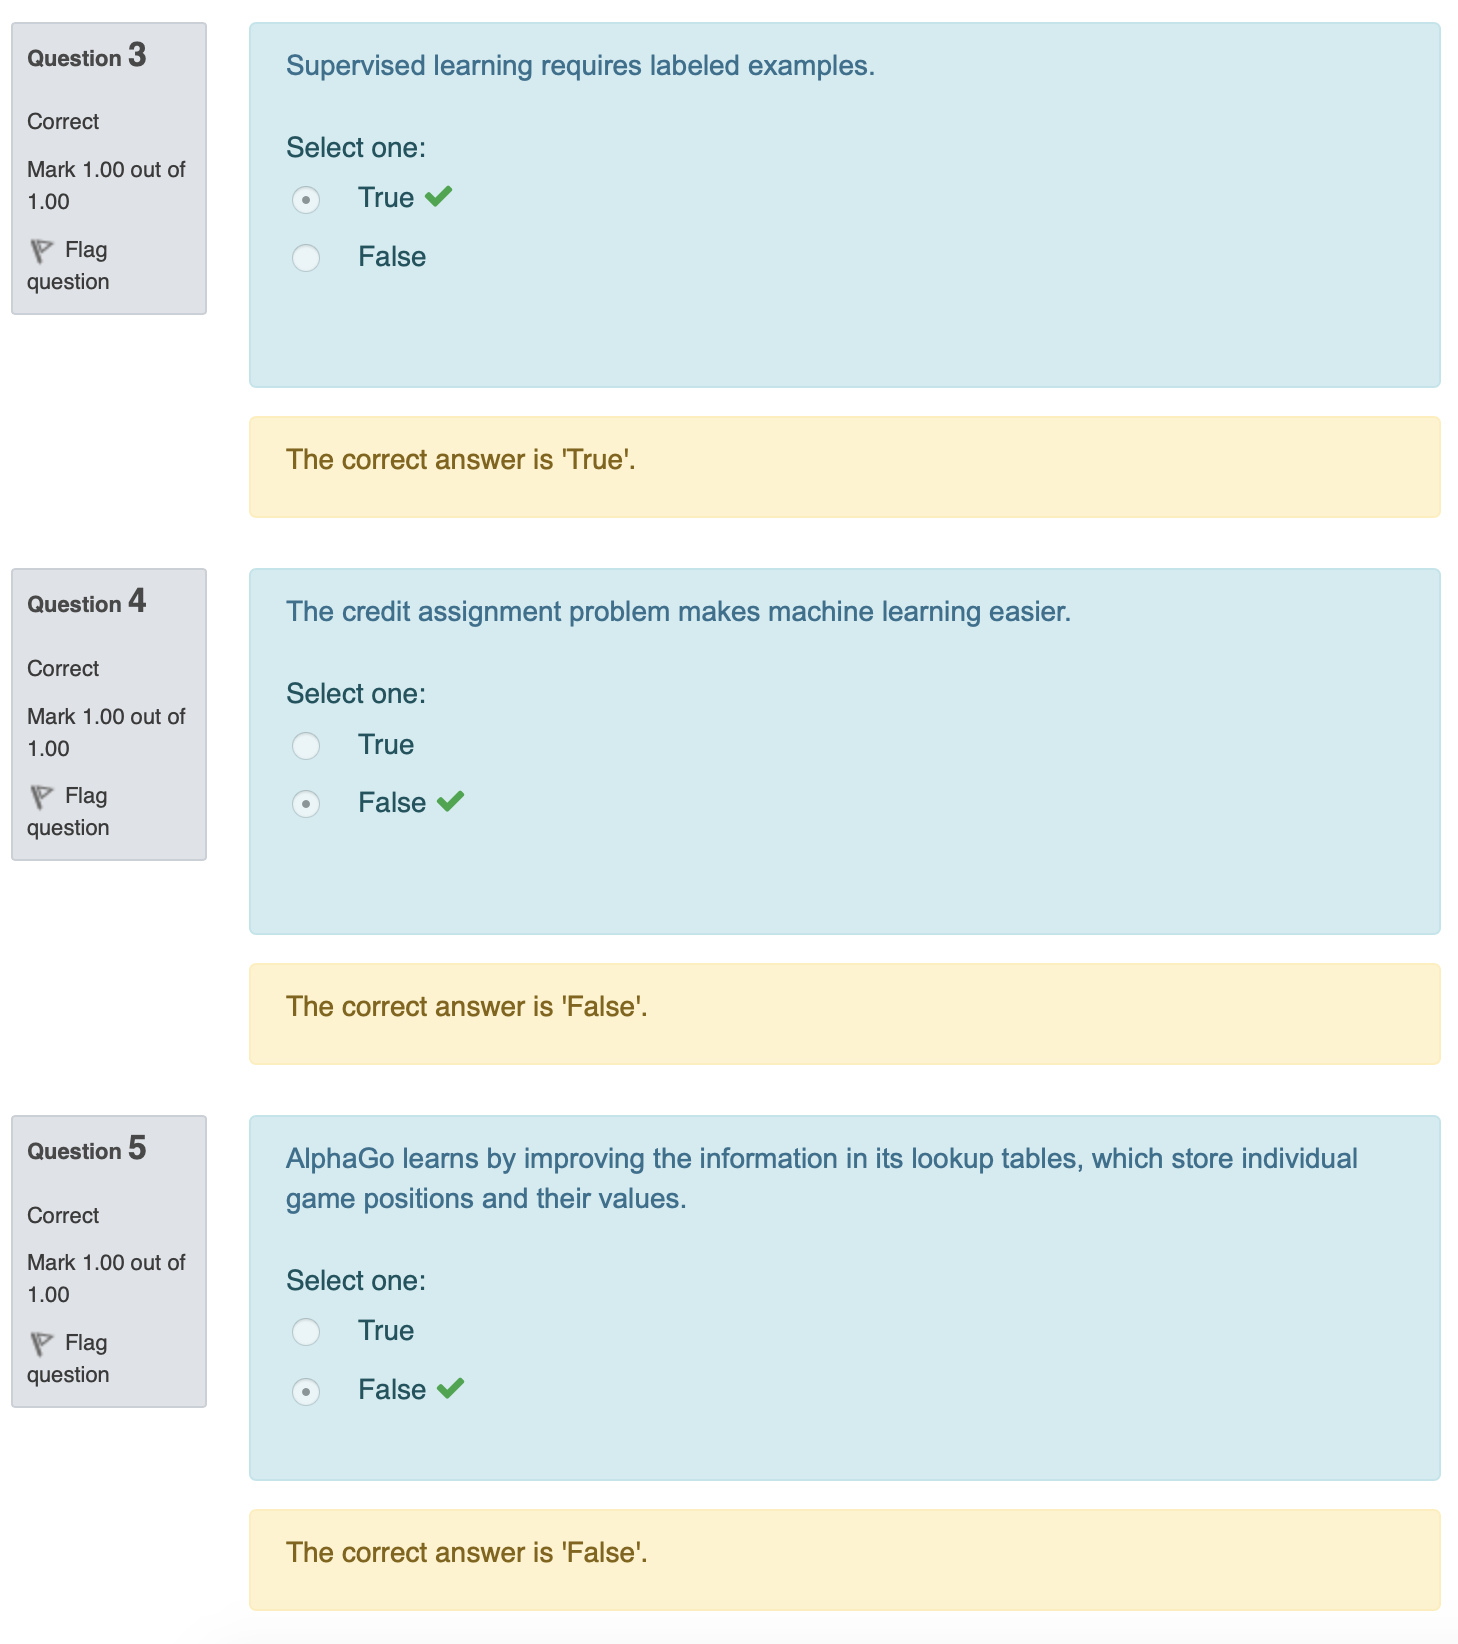 Question 3
Correct
Mark 1.00 out of
1.00
Flag
question
Supervised learning requires labeled examples.
Select one:
True
False
The correct answer is 'True'.
Question 4
Correct
Mark 1.00 out of
1.00
Flag
question
The credit assignment problem makes machine learning easier.
Select one:
True
False
The correct answer is 'False'.
Question 5
Correct
Mark 1.00 out of
1.00
Flag
question
AlphaGo learns by improving the information in its lookup tables, which store individual
game positions and their values.
Select one:
True
False
The correct answer is 'False'.